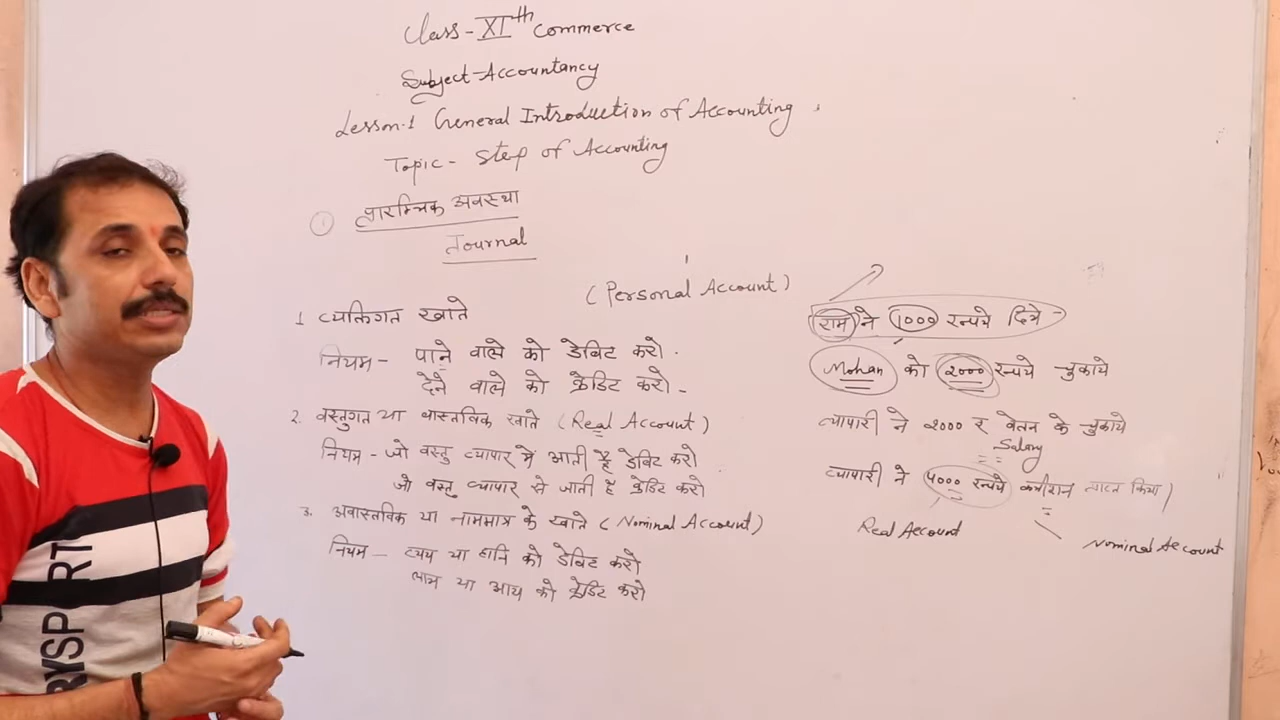 Class - XIth Commerce
Subject - Accountancy
Lesson-1 General Introduction of Accounting
Topic - Step of Accounting
1 प्रारम्भिक अवस्था
Journal
1 व्यक्तिगत खाते (Personal Account)
नियम - पाने वाले को डेबिट करो.
देने वाले को क्रेडिट करो -
2. वस्तुगत या वास्तविक खाते (Real Account)
नियम - जो वस्तु व्यापार में आती है डेबिट करो
जो वस्तु व्यापार से जाती है क्रेडिट करो
3. अवास्तविक या नाममात्र के खाते (Nominal Account)
नियम - व्यय या हानि को डेबिट करो
लाभ या आय को क्रेडिट करो
राम ने 1000 रुपये दिये -
Mohan को 2000 रुपये चुकाये
व्यापारी ने 2000 रु वेतन के चुकाये
Salary
व्यापारी ने 4000 रुपये कमीशन प्राप्त किया
Real Account
Nominal Account
RYSPORT